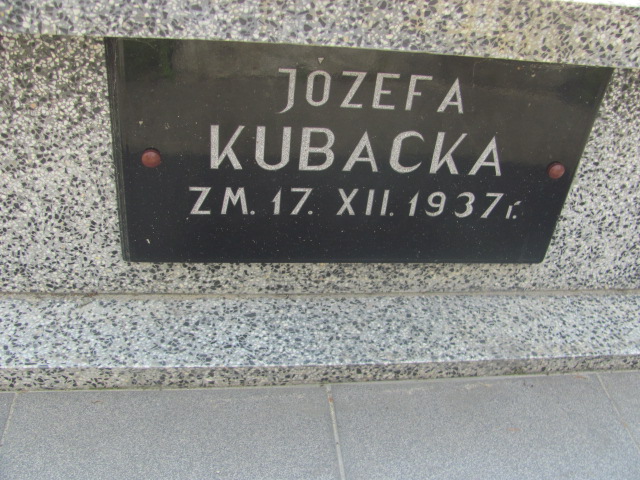 JÓZEFA
KUBACKA
ZM. 17. XII. 1937 r.